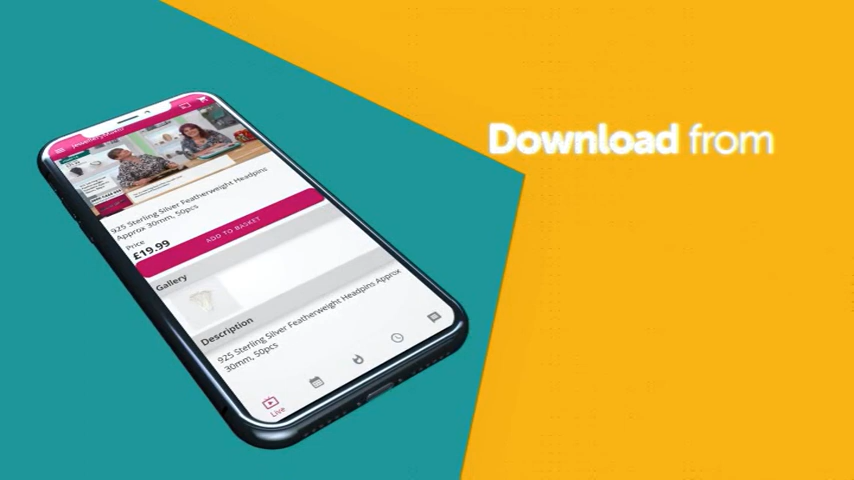 Download from
925 Sterling Silver Featherweight Headpins
Approx 30mm, 50pcs
Price
£19.99
ADD TO BASKET
Gallery
Description
925 Sterling Silver Featherweight Headpins Approx
30mm, 50pcs
Live